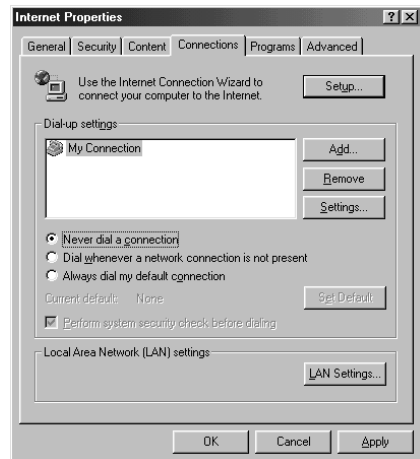 Internet Properties
General Security Content Connections Programs Advanced
Use the Internet Connection Wizard to
connect your computer to the Internet.
Setup...
Dial-up settings
My Connection
Add...
Remove
Settings...
Never dial a connection
Dial whenever a network connection is not present
Always dial my default connection
Current default: None
Set Default
Perform system security check before dialing
Local Area Network (LAN) settings
LAN Settings...
OK Cancel Apply